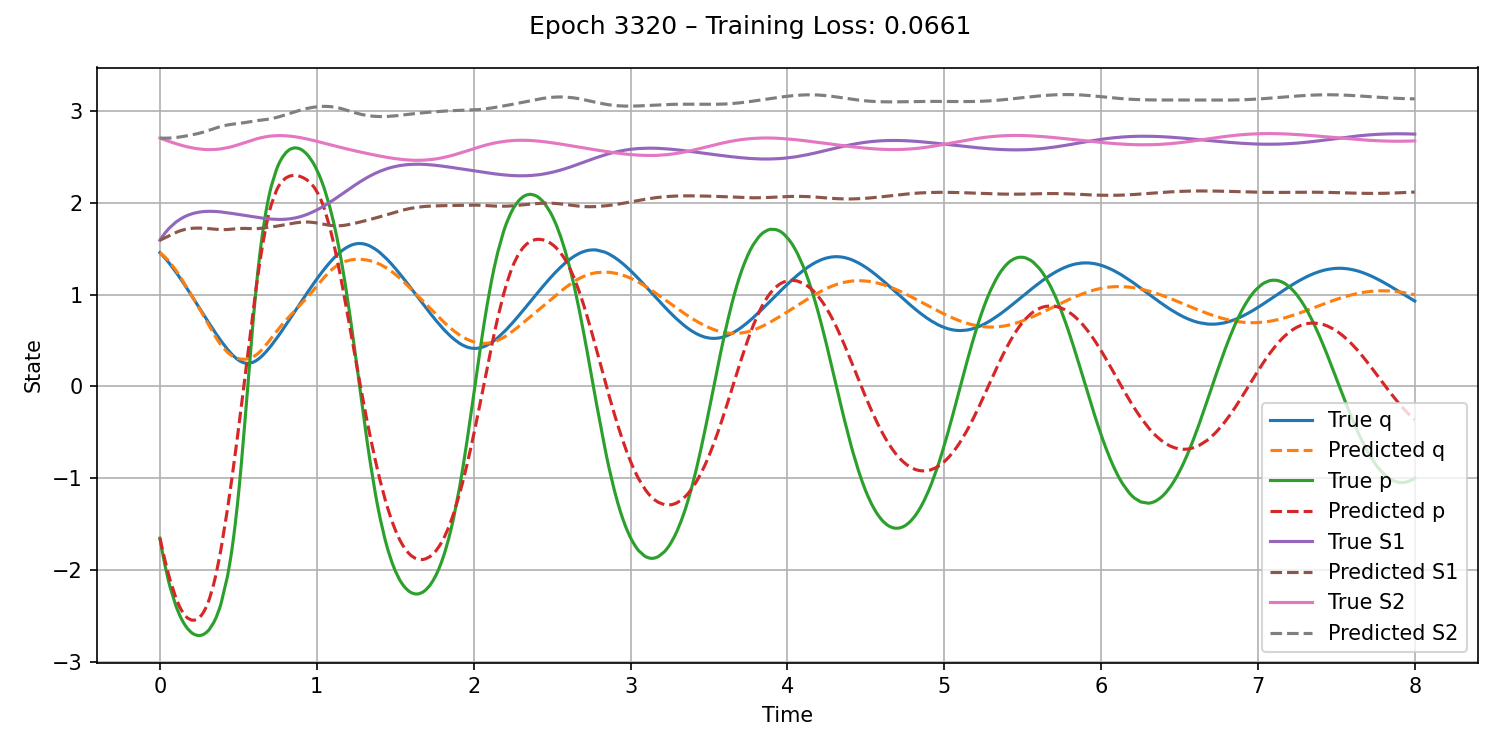 Epoch 3320 – Training Loss: 0.0661
State
3
2
1
0
−1
−2
−3
0 1 2 3 4 5 6 7 8
Time
True q
Predicted q
True p
Predicted p
True S1
Predicted S1
True S2
Predicted S2